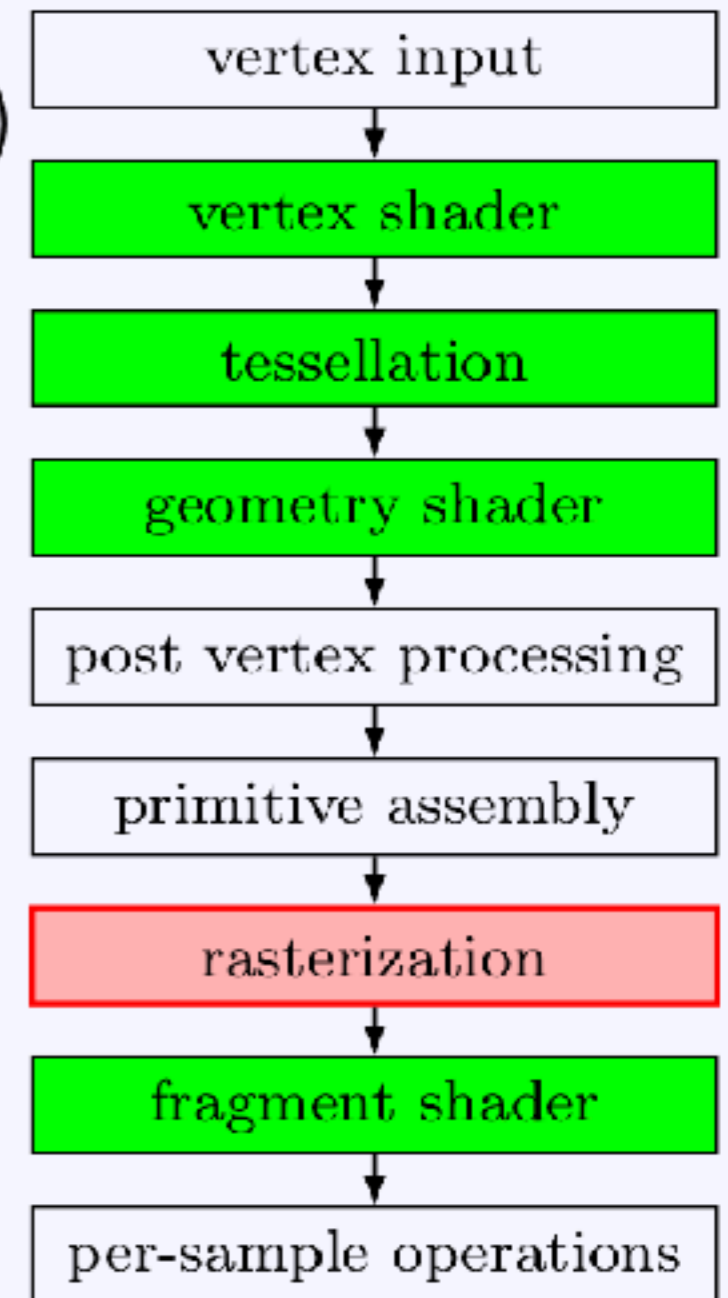 )
vertex input
vertex shader
tessellation
geometry shader
post vertex processing
primitive assembly
rasterization
fragment shader
per-sample operations